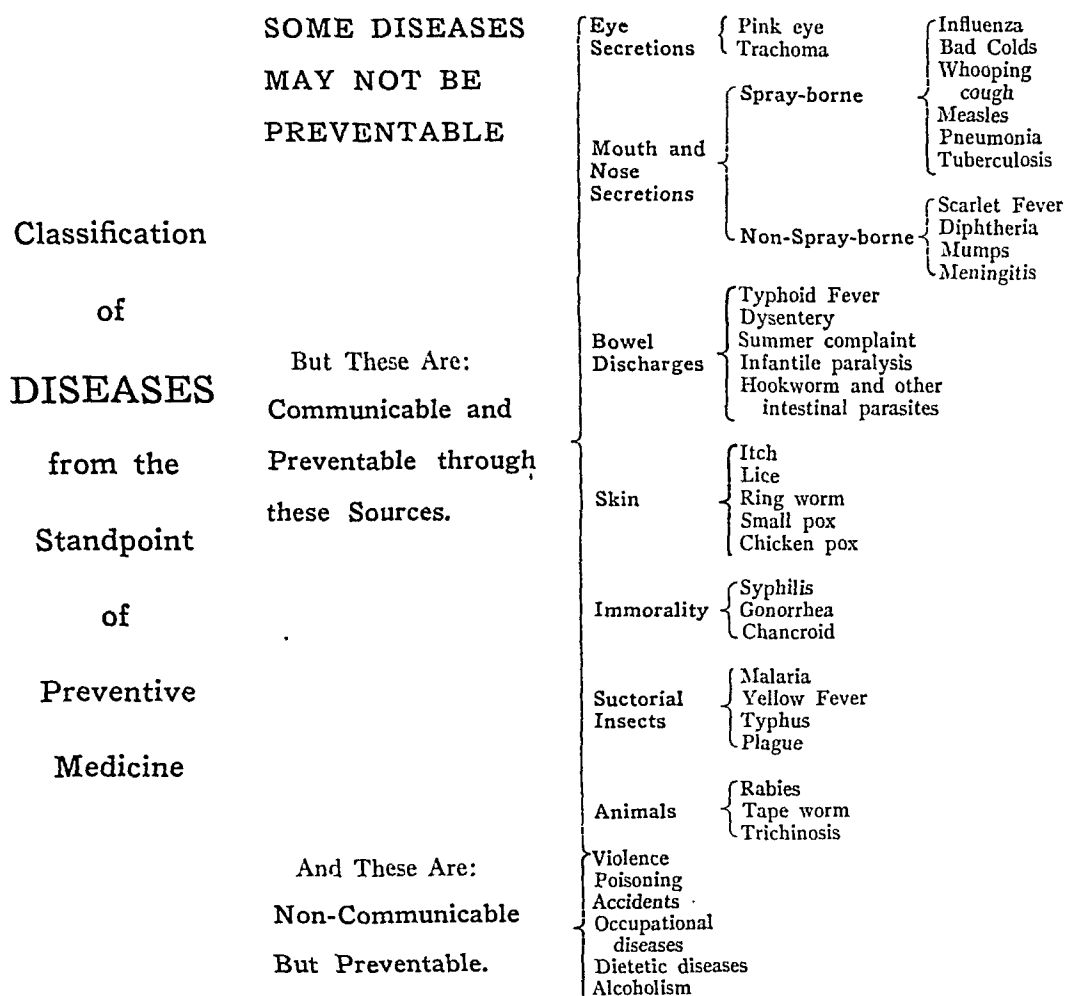 Classification
of
DISEASES
from the
Standpoint
of
Preventive
Medicine
SOME DISEASES
MAY NOT BE
PREVENTABLE
But These Are:
Communicable and
Preventable through
these Sources.
Eye
Secretions
Pink eye
Trachoma
Mouth and
Nose
Secretions
Spray-borne
Influenza
Bad Colds
Whooping
cough
Measles
Pneumonia
Tuberculosis
Non-Spray-borne
Scarlet Fever
Diphtheria
Mumps
Meningitis
Bowel
Discharges
Typhoid Fever
Dysentery
Summer complaint
Infantile paralysis
Hookworm and other
intestinal parasites
Skin
Itch
Lice
Ring worm
Small pox
Chicken pox
Immorality
Syphilis
Gonorrhea
Chancroid
Suctorial
Insects
Malaria
Yellow Fever
Typhus
Plague
Animals
Rabies
Tape worm
Trichinosis
And These Are:
Non-Communicable
But Preventable.
Violence
Poisoning
Accidents
Occupational
diseases
Dietetic diseases
Alcoholism